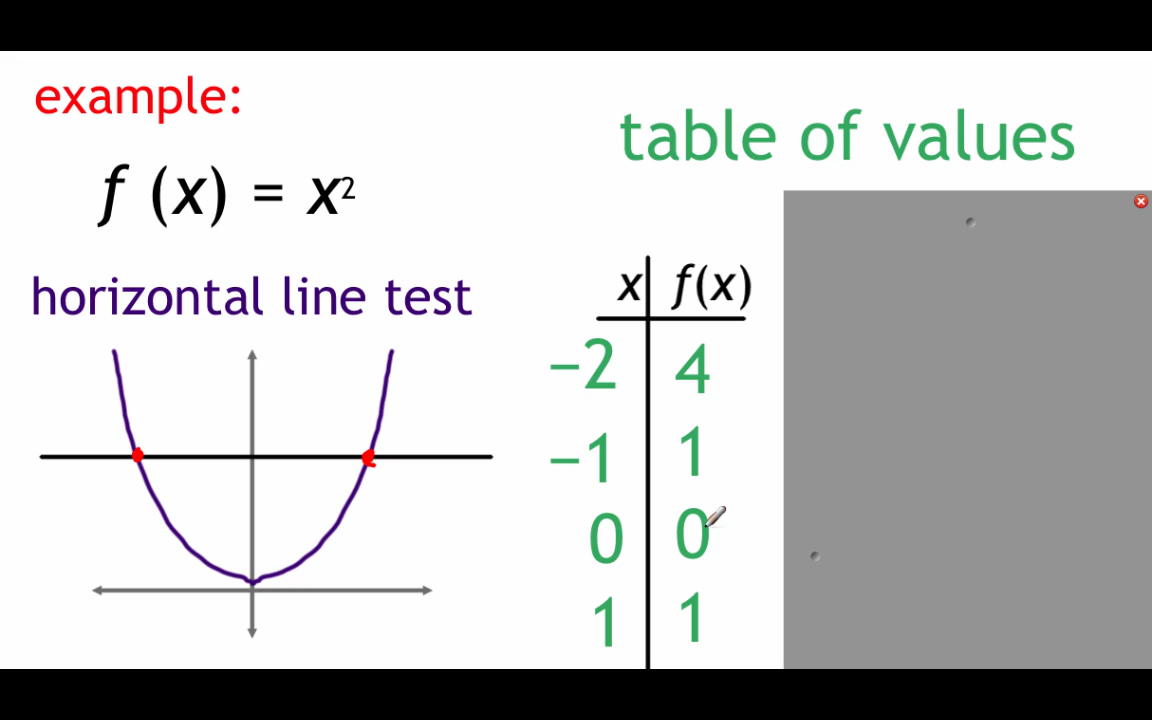 example:
f (x) = x²
horizontal line test
table of values
x f(x)
−2 4
−1 1
0 0
1 1